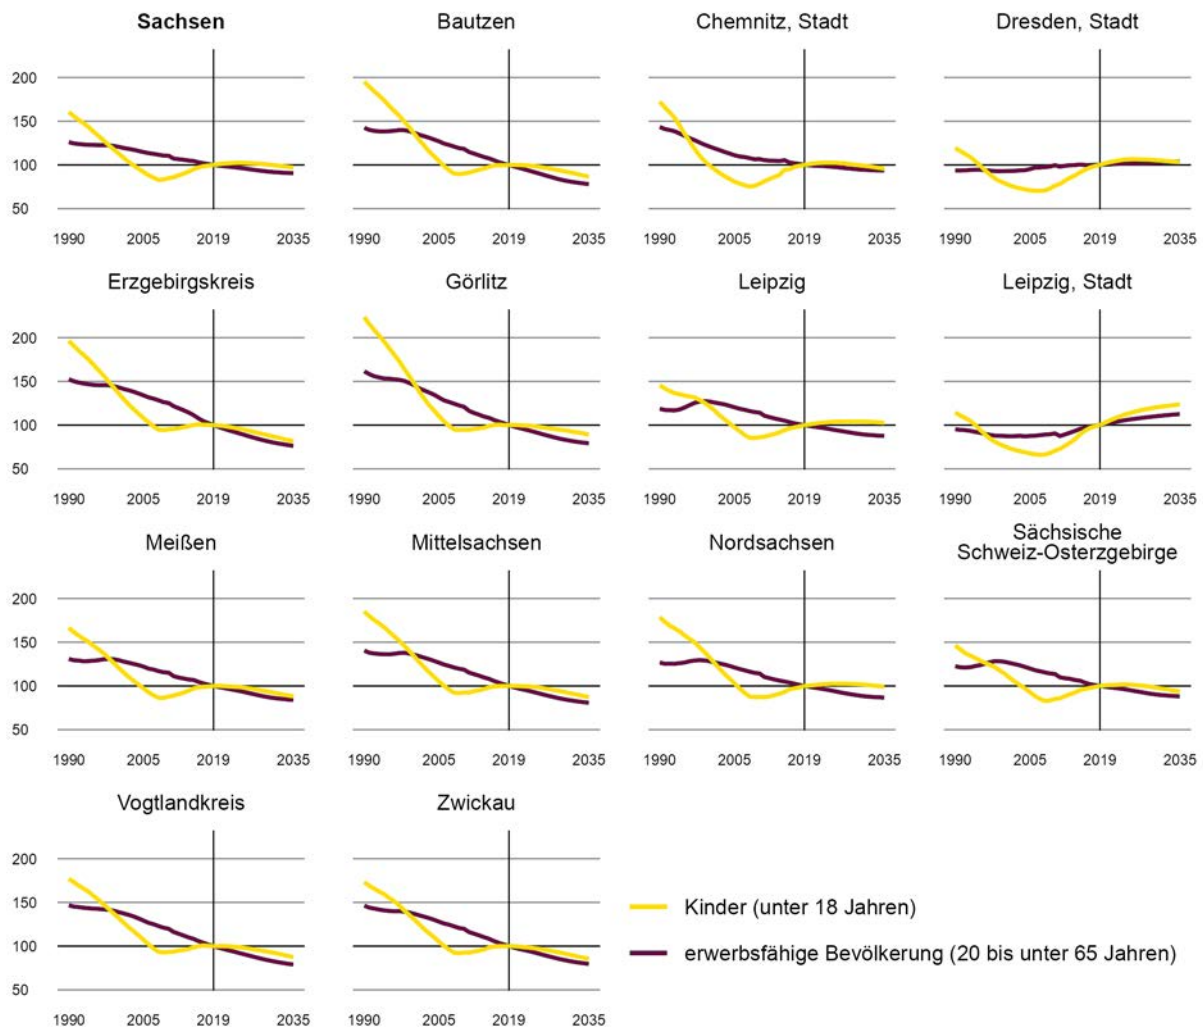 Sachsen
Bautzen
Chemnitz, Stadt
Dresden, Stadt
200
150
100
50
1990 2005 2019 2035
1990 2005 2019 2035
1990 2005 2019 2035
1990 2005 2019 2035
Erzgebirgskreis
Görlitz
Leipzig
Leipzig, Stadt
200
150
100
50
1990 2005 2019 2035
1990 2005 2019 2035
1990 2005 2019 2035
1990 2005 2019 2035
Meißen
Mittelsachsen
Nordsachsen
Sächsische
Schweiz-Osterzgebirge
200
150
100
50
1990 2005 2019 2035
1990 2005 2019 2035
1990 2005 2019 2035
1990 2005 2019 2035
Vogtlandkreis
Zwickau
200
150
100
50
1990 2005 2019 2035
1990 2005 2019 2035
Kinder (unter 18 Jahren)
erwerbsfähige Bevölkerung (20 bis unter 65 Jahren)